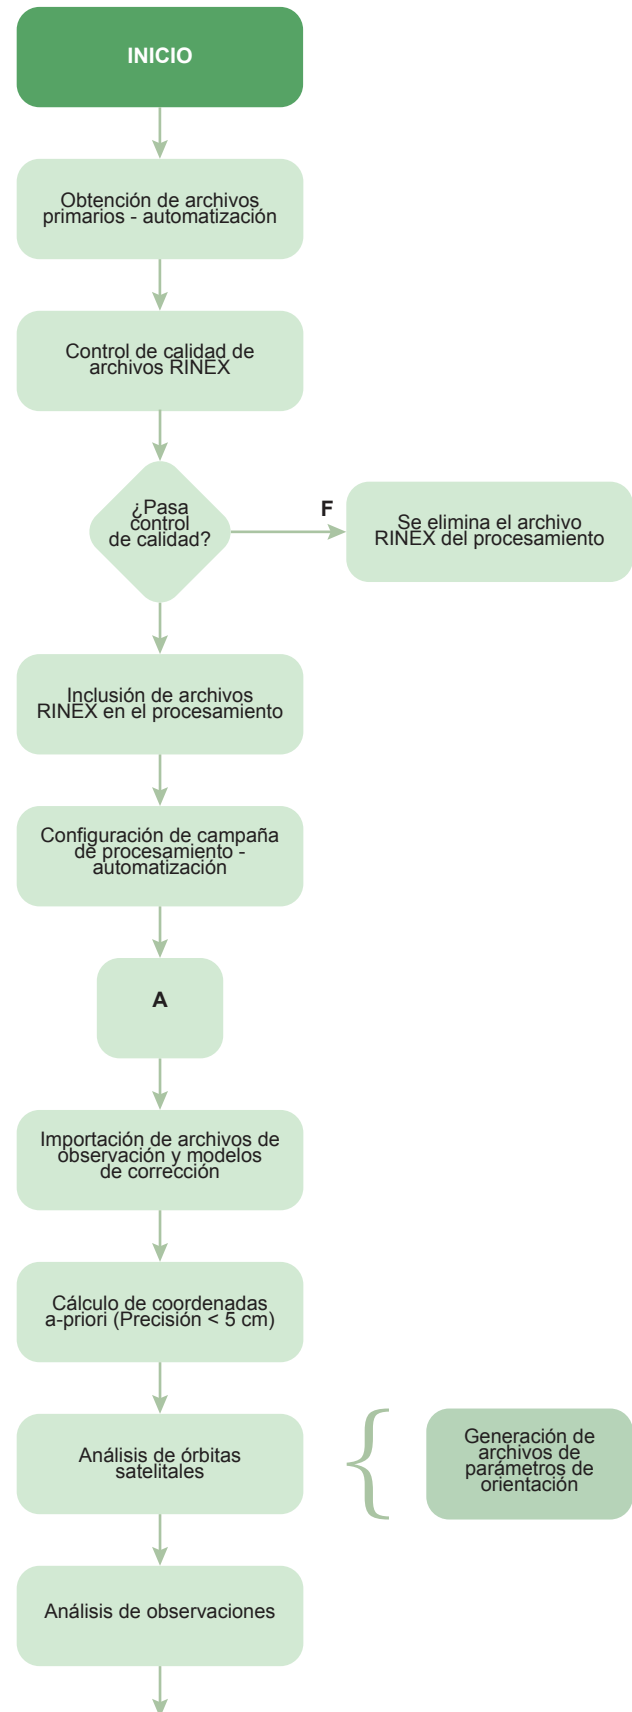 INICIO
Obtención de archivos
primarios - automatización
Control de calidad de
archivos RINEX
¿Pasa
control
de calidad?
F
Se elimina el archivo
RINEX del procesamiento
Inclusión de archivos
RINEX en el procesamiento
Configuración de campaña
de procesamiento -
automatización
A
Importación de archivos de
observación y modelos
de corrección
Cálculo de coordenadas
a-priori (Precisión < 5 cm)
Análisis de órbitas
satelitales
Generación de
archivos de
parámetros de
orientación
Análisis de observaciones